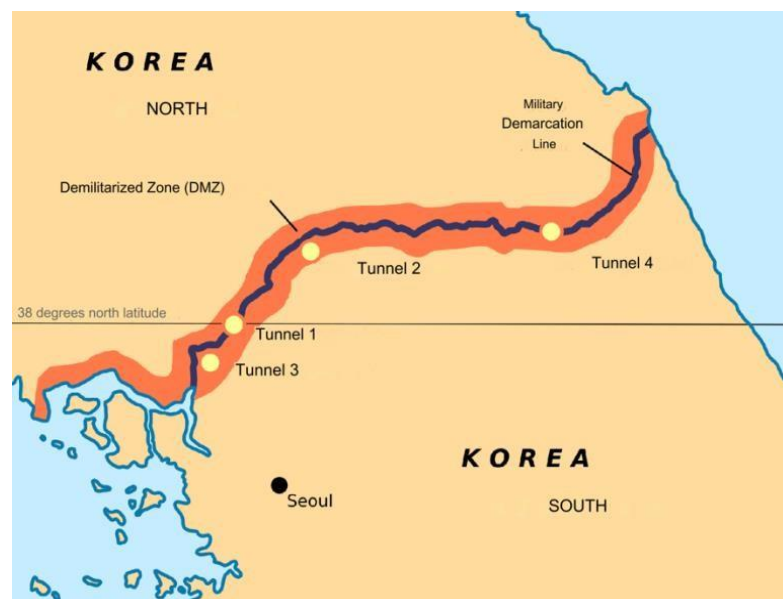 KOREA
NORTH
Military
Demarcation
Line
Demilitarized Zone (DMZ)
Tunnel 2
Tunnel 4
38 degrees north latitude
Tunnel 1
Tunnel 3
KOREA
Seoul
SOUTH